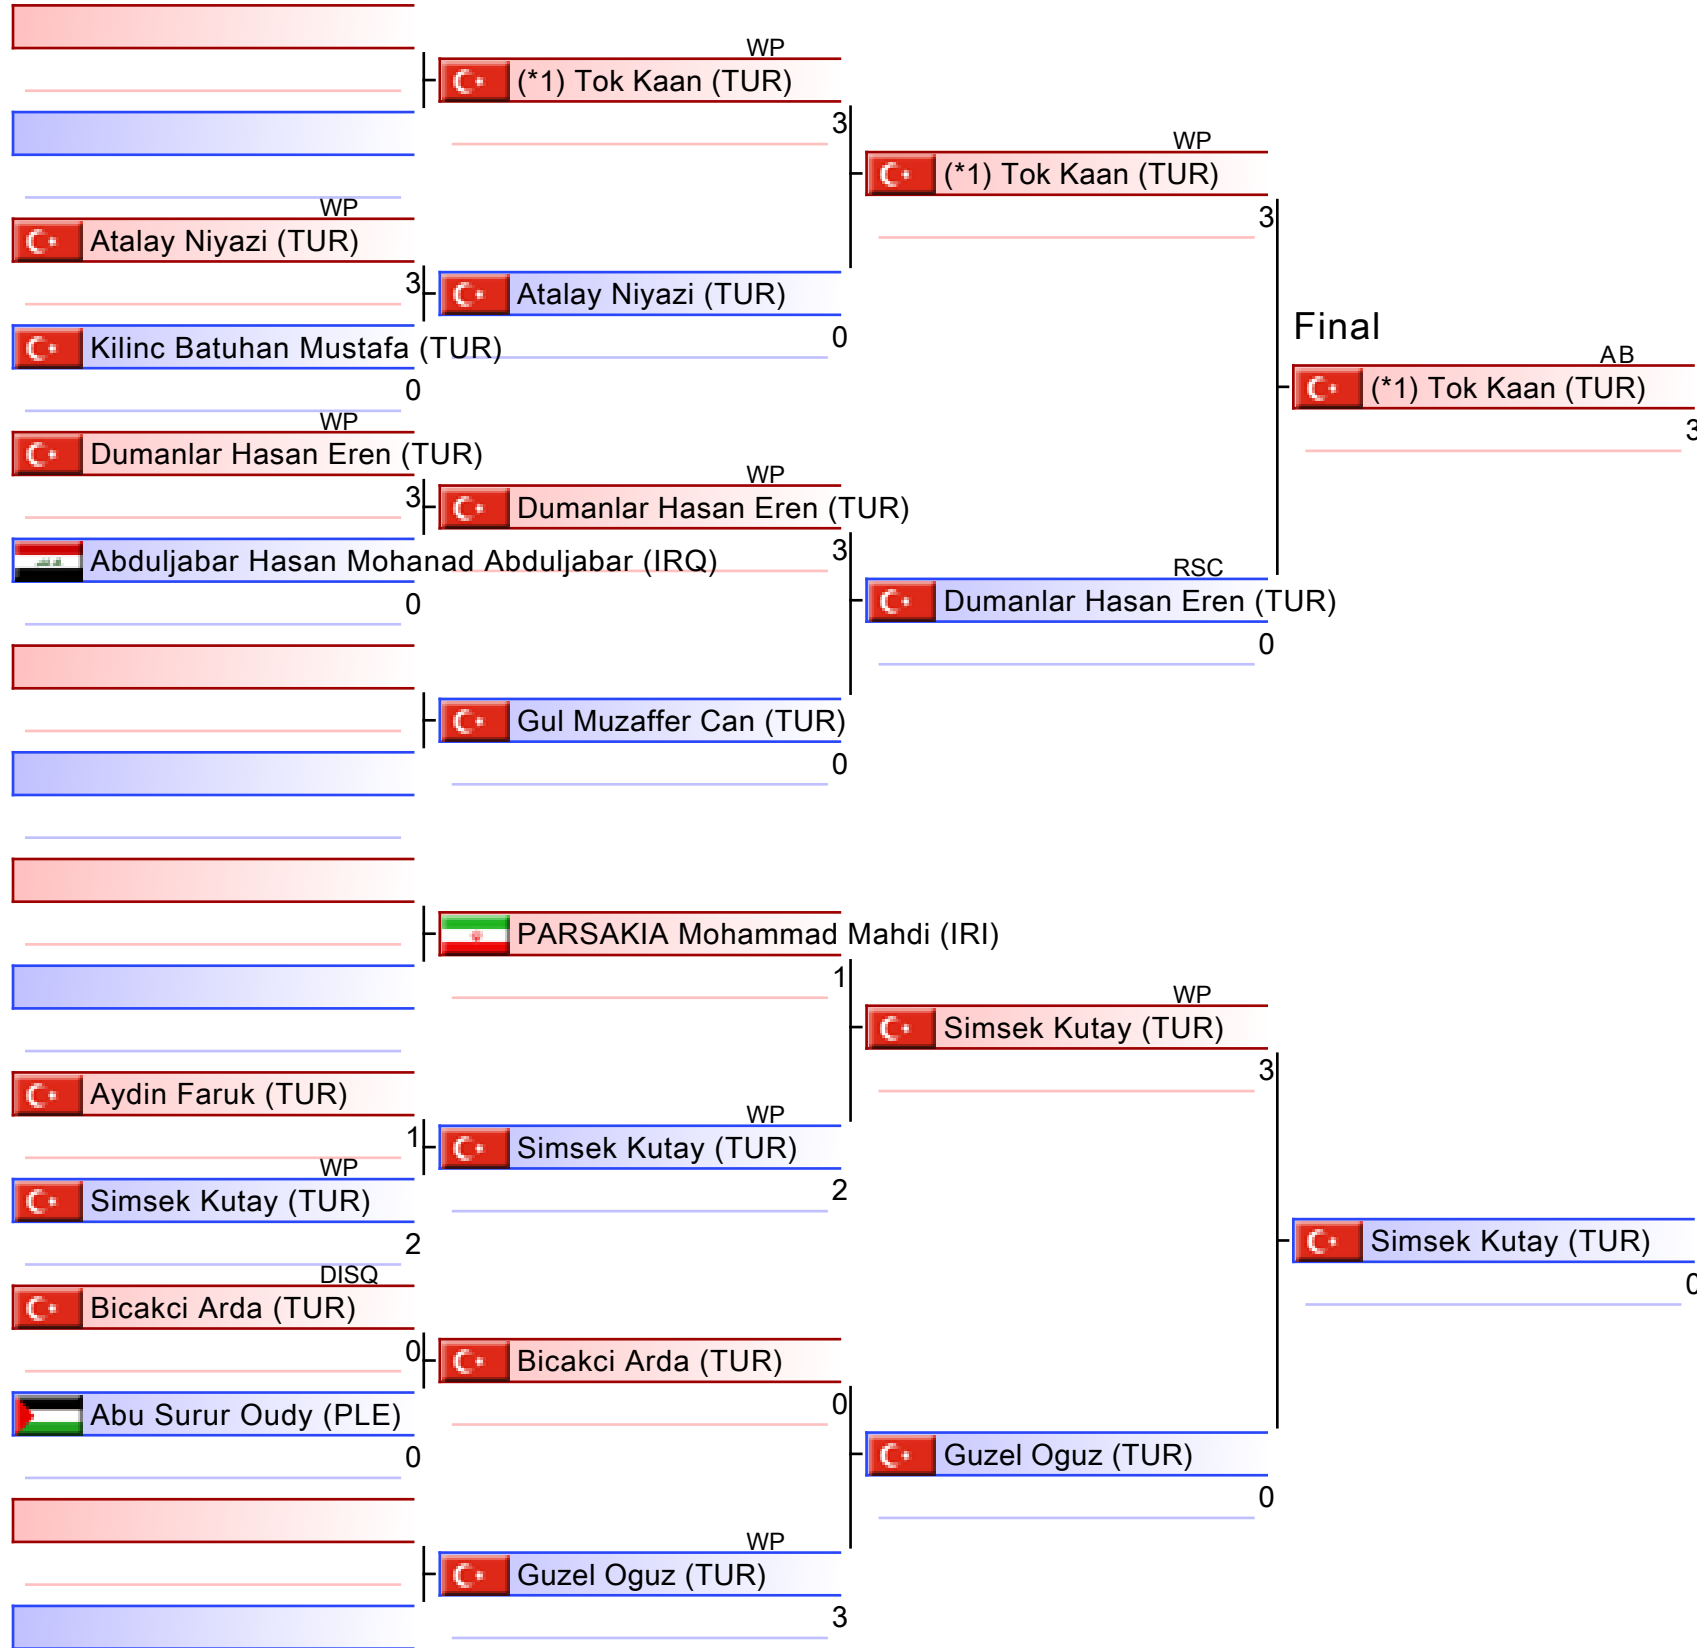 WP
(*1) Tok Kaan (TUR)
3
WP
(*1) Tok Kaan (TUR)
3
WP
Atalay Niyazi (TUR)
3
Atalay Niyazi (TUR)
0
Kilinc Batuhan Mustafa (TUR)
0
Final
AB
(*1) Tok Kaan (TUR)
3
WP
Dumanlar Hasan Eren (TUR)
3
WP
Dumanlar Hasan Eren (TUR)
3
Abduljabar Hasan Mohanad Abduljabar (IRQ)
0
RSC
Dumanlar Hasan Eren (TUR)
0
Gul Muzaffer Can (TUR)
0
PARSAKIA Mohammad Mahdi (IRI)
1
WP
Simsek Kutay (TUR)
3
Aydin Faruk (TUR)
1
WP
Simsek Kutay (TUR)
2
WP
Simsek Kutay (TUR)
2
Simsek Kutay (TUR)
0
DISQ
Bicakci Arda (TUR)
0
Bicakci Arda (TUR)
0
Abu Surur Oudy (PLE)
0
Guzel Oguz (TUR)
0
WP
Guzel Oguz (TUR)
3